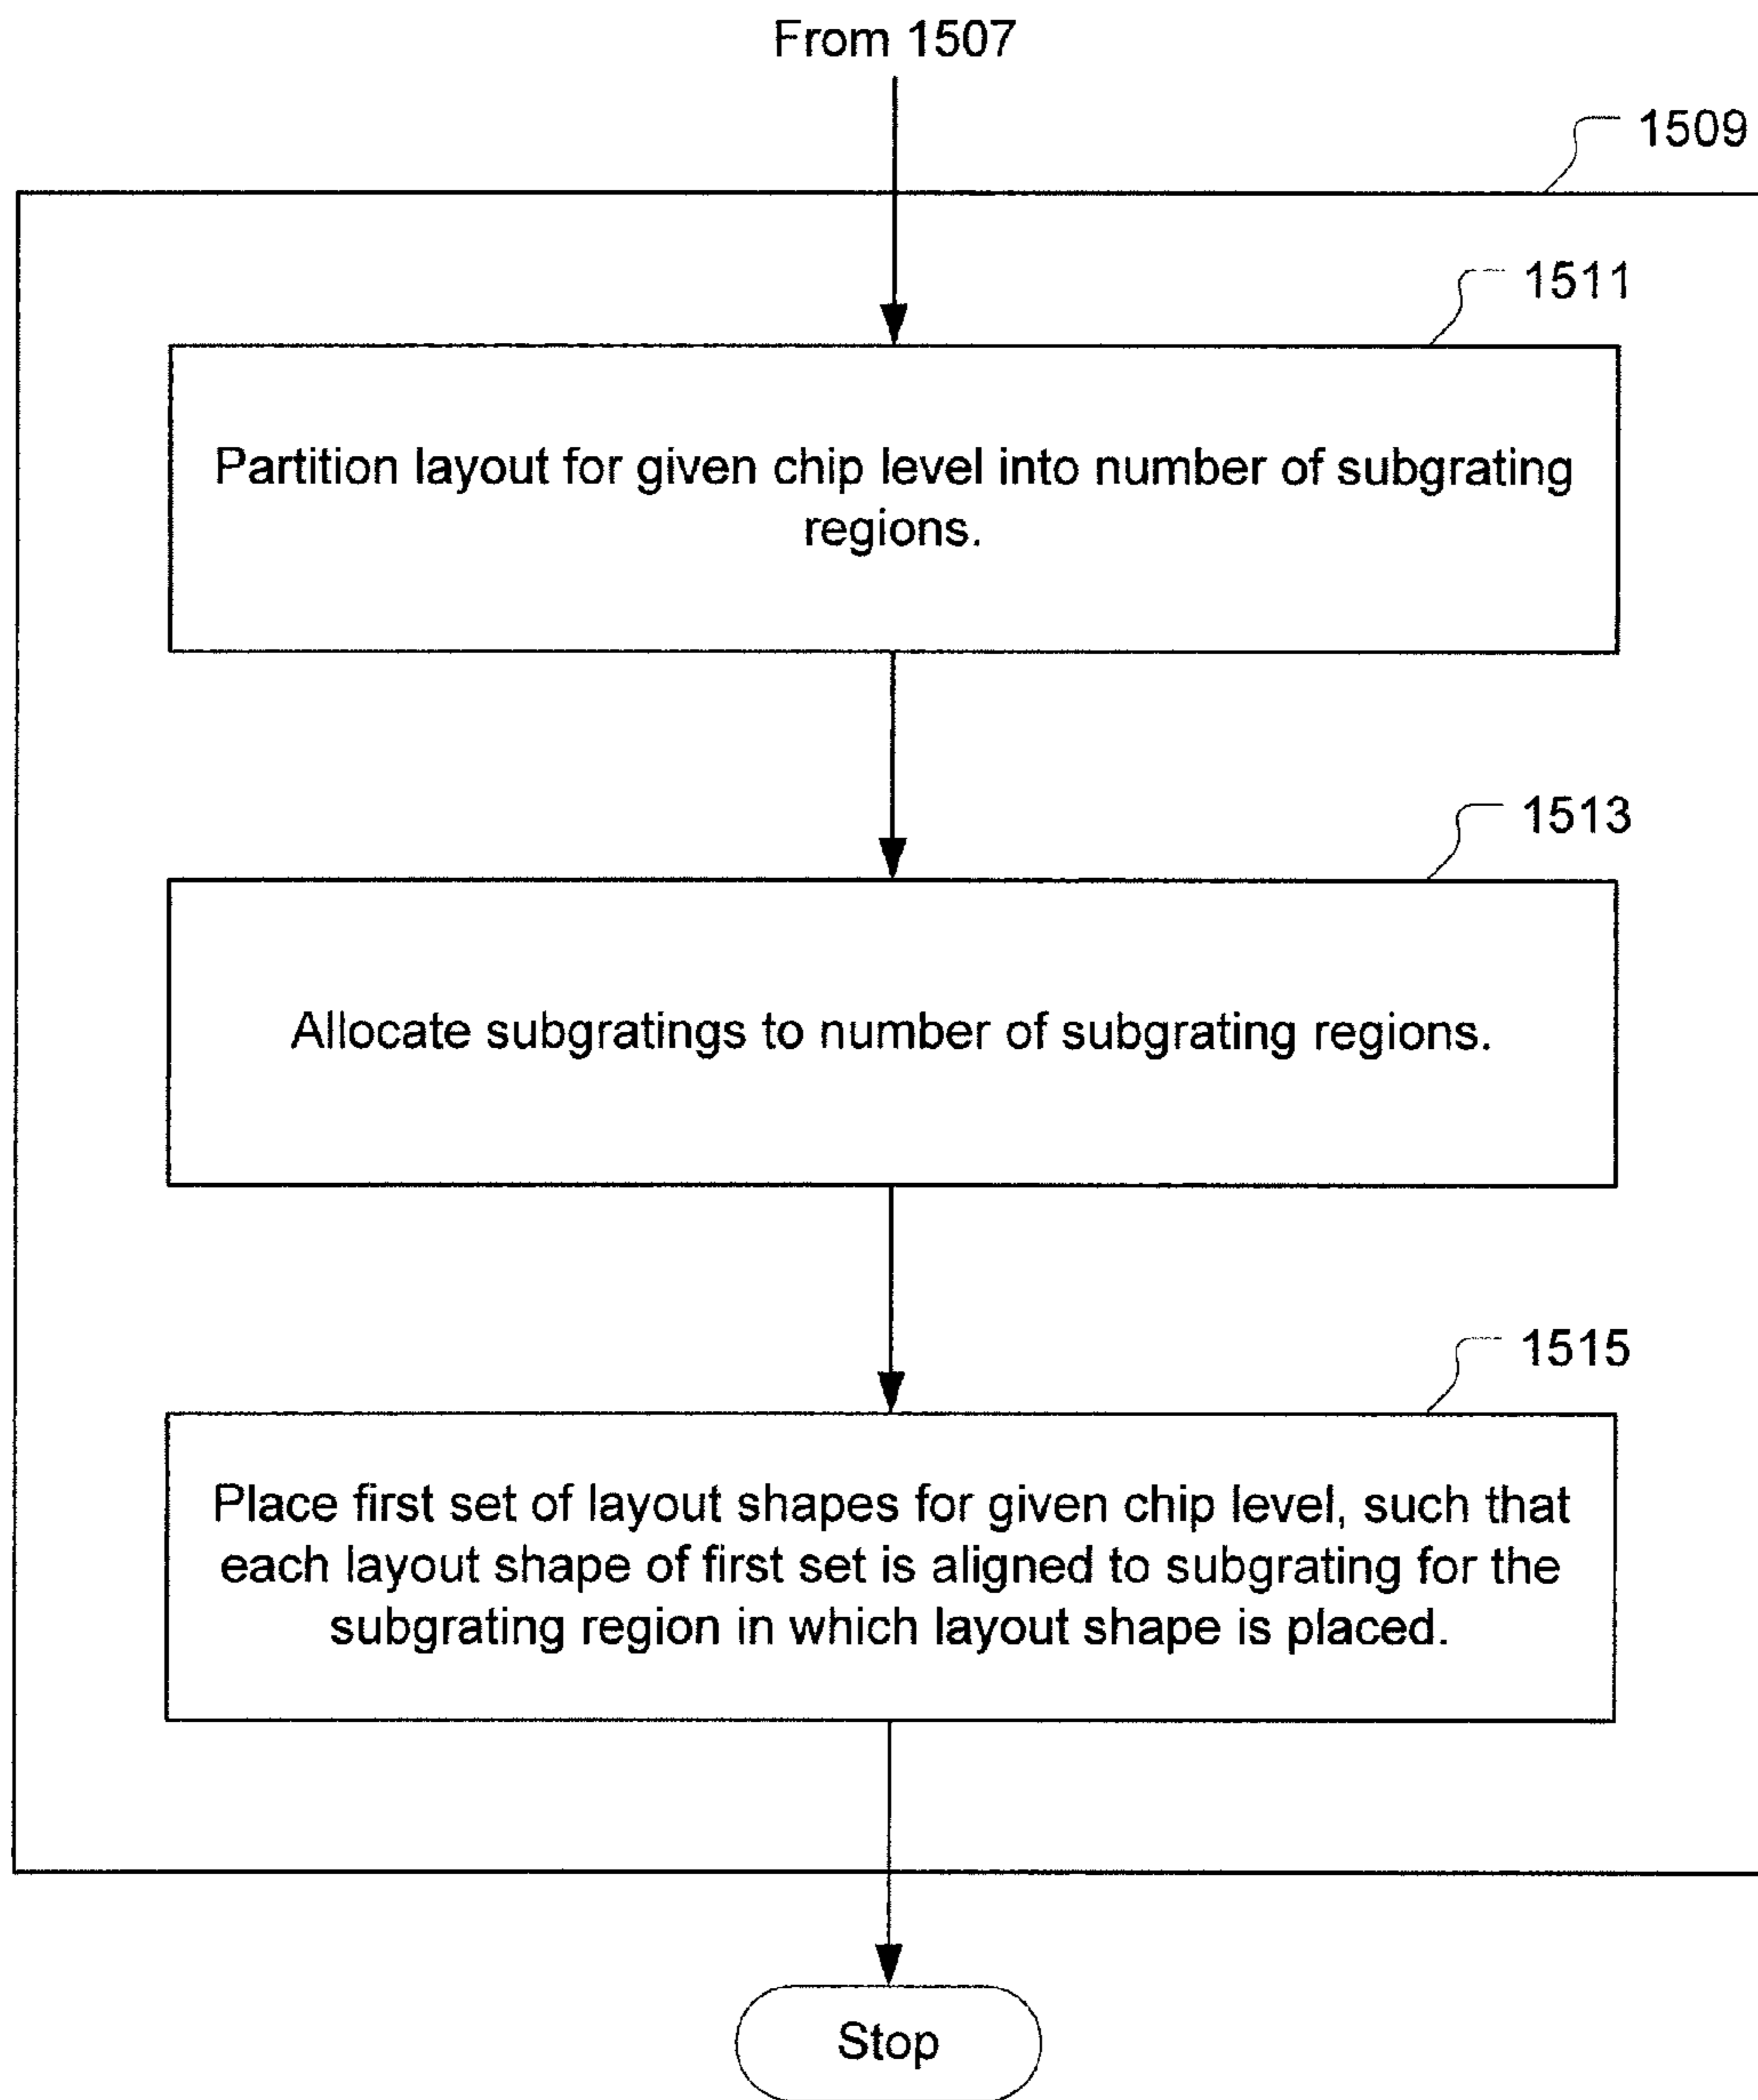 From 1507
1509
1511
Partition layout for given chip level into number of subgrating
regions.
1513
Allocate subgratings to number of subgrating regions.
1515
Place first set of layout shapes for given chip level, such that
each layout shape of first set is aligned to subgrating for the
subgrating region in which layout shape is placed.
Stop